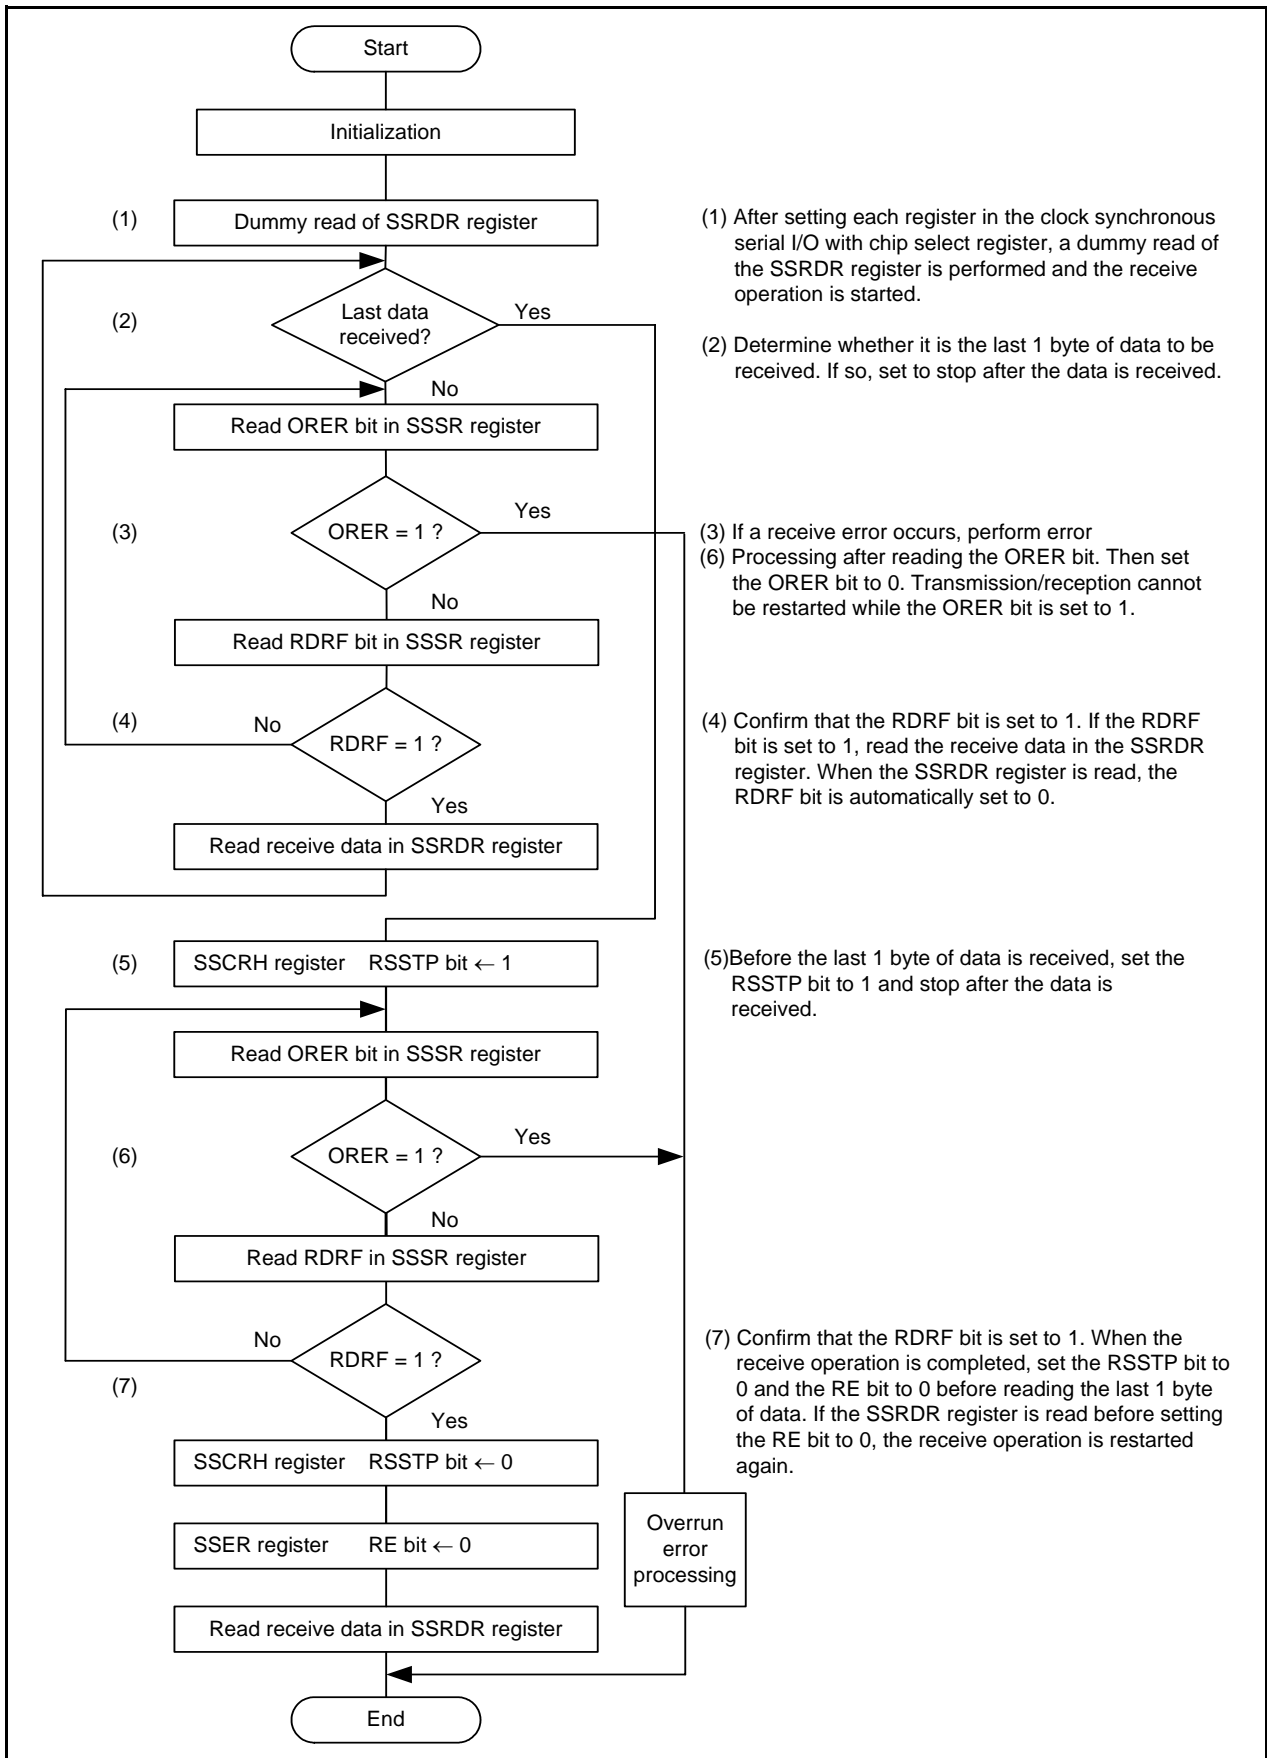 Start
Initialization
(1)
Dummy read of SSRDR register
(1) After setting each register in the clock synchronous
serial I/O with chip select register, a dummy read of
the SSRDR register is performed and the receive
operation is started.
(2)
Last data
received?
Yes
No
(2) Determine whether it is the last 1 byte of data to be
received. If so, set to stop after the data is received.
Read ORER bit in SSSR register
(3)
ORER = 1 ?
Yes
No
(3) If a receive error occurs, perform error
(6) Processing after reading the ORER bit. Then set
the ORER bit to 0. Transmission/reception cannot
be restarted while the ORER bit is set to 1.
Read RDRF bit in SSSR register
(4)
No
RDRF = 1 ?
Yes
(4) Confirm that the RDRF bit is set to 1. If the RDRF
bit is set to 1, read the receive data in the SSRDR
register. When the SSRDR register is read, the
RDRF bit is automatically set to 0.
Read receive data in SSRDR register
(5)
SSCRH register RSSTP bit ← 1
(5)Before the last 1 byte of data is received, set the
RSSTP bit to 1 and stop after the data is
received.
Read ORER bit in SSSR register
(6)
ORER = 1 ?
Yes
No
Read RDRF in SSSR register
No
RDRF = 1 ?
(7)
Yes
(7) Confirm that the RDRF bit is set to 1. When the
receive operation is completed, set the RSSTP bit to
0 and the RE bit to 0 before reading the last 1 byte
of data. If the SSRDR register is read before setting
the RE bit to 0, the receive operation is restarted
again.
SSCRH register RSSTP bit ← 0
SSER register RE bit ← 0
Overrun
error
processing
Read receive data in SSRDR register
End